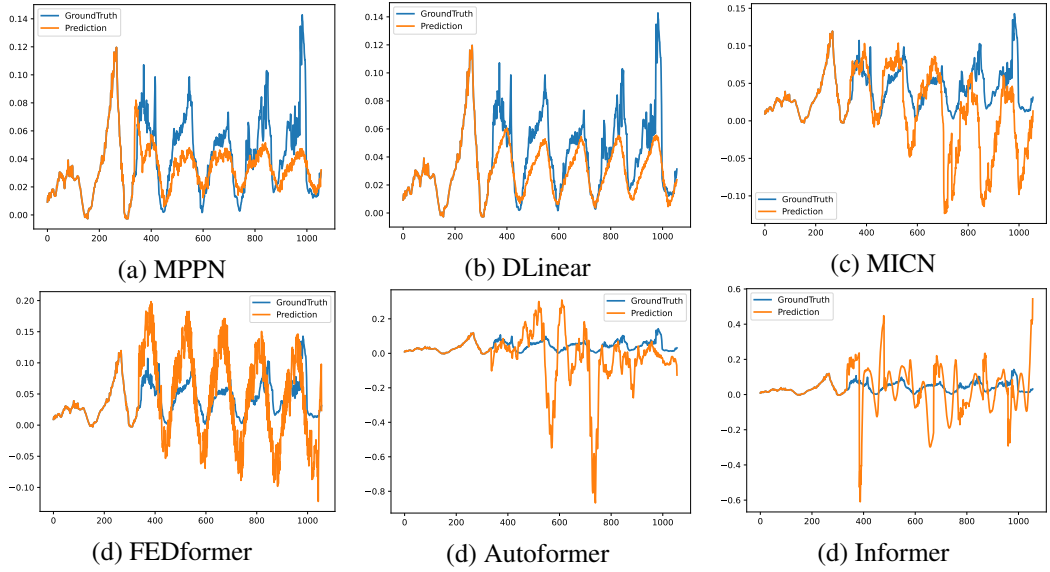 0.14
0.12
0.10
0.08
0.06
0.04
0.02
0.00
GroundTruth
Prediction
0 200 400 600 800 1000
(a) MPPN
0.14
0.12
0.10
0.08
0.06
0.04
0.02
0.00
GroundTruth
Prediction
0 200 400 600 800 1000
(b) DLinear
0.15
0.10
0.05
0.00
−0.05
−0.10
GroundTruth
Prediction
0 200 400 600 800 1000
(c) MICN
0.20
0.15
0.10
0.05
0.00
−0.05
−0.10
GroundTruth
Prediction
0 200 400 600 800 1000
(d) FEDformer
0.2
0.0
−0.2
−0.4
−0.6
−0.8
GroundTruth
Prediction
0 200 400 600 800 1000
(d) Autoformer
0.6
0.4
0.2
0.0
−0.2
−0.4
−0.6
GroundTruth
Prediction
0 200 400 600 800 1000
(d) Informer